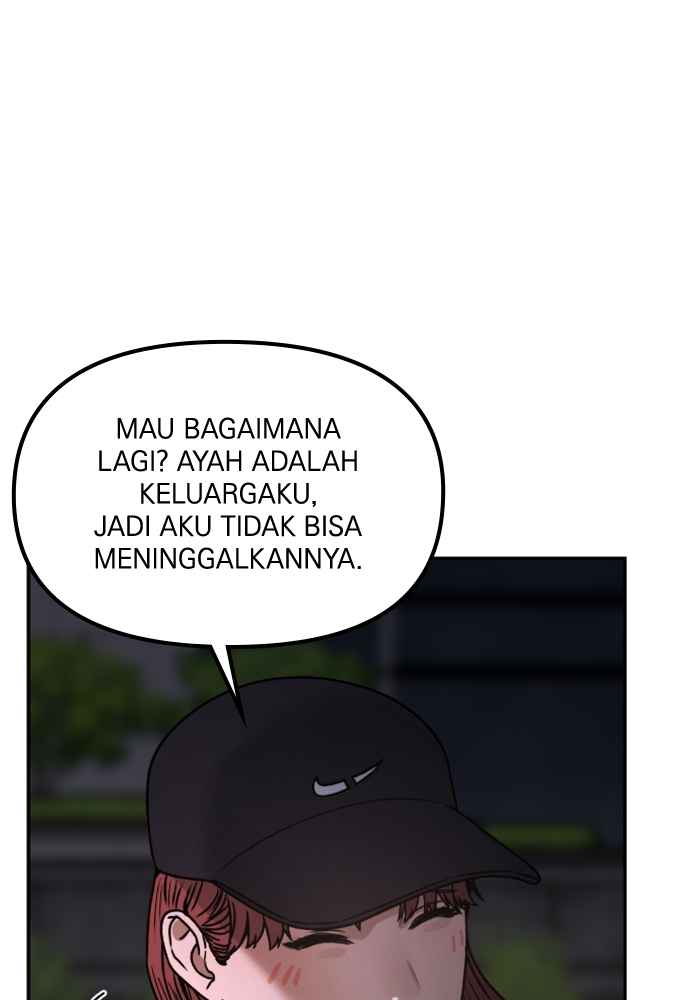 MAU BAGAIMANA
LAGI? AYAH ADALAH
KELUARGAKU,
JADI AKU TIDAK BISA
MENINGGALKANNYA.